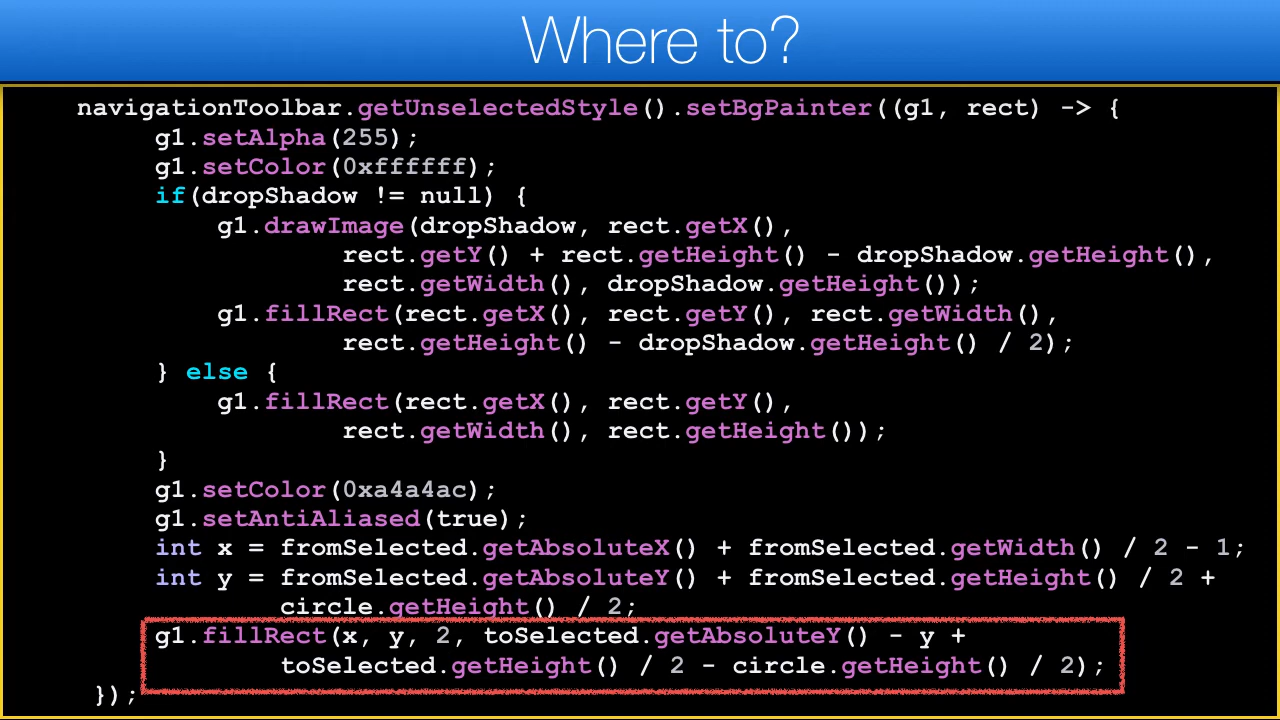 Where to?
navigationToolbar.getUnselectedStyle().setBgPainter((g1, rect) -> {
g1.setAlpha(255);
g1.setColor(0xffffff);
if(dropShadow != null) {
g1.drawImage(dropShadow, rect.getX(),
rect.getY() + rect.getHeight() - dropShadow.getHeight(),
rect.getWidth(), dropShadow.getHeight());
g1.fillRect(rect.getX(), rect.getY(), rect.getWidth(),
rect.getHeight() - dropShadow.getHeight() / 2);
} else {
g1.fillRect(rect.getX(), rect.getY(),
rect.getWidth(), rect.getHeight());
}
g1.setColor(0xa4a4ac);
g1.setAntiAliased(true);
int x = fromSelected.getAbsoluteX() + fromSelected.getWidth() / 2 - 1;
int y = fromSelected.getAbsoluteY() + fromSelected.getHeight() / 2 +
circle.getHeight() / 2;
g1.fillRect(x, y, 2, toSelected.getAbsoluteY() - y +
toSelected.getHeight() / 2 - circle.getHeight() / 2);
});